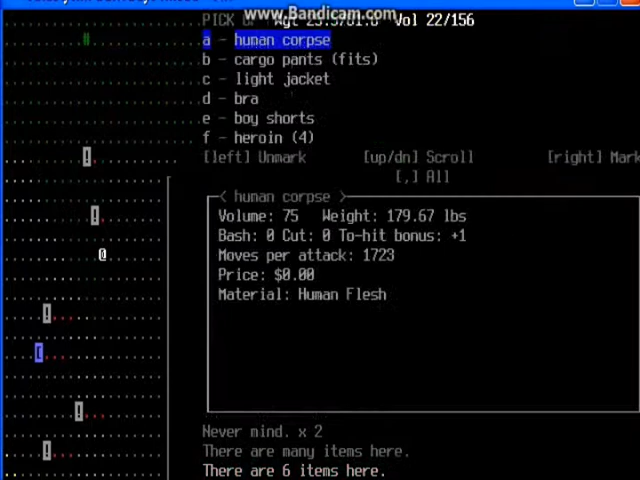 www.Bandicam.com
PICK Vol 22/156
a - human corpse
b - cargo pants (fits)
c - light jacket
d - bra
e - boy shorts
f - heroin (4)
[left] Unmark [up/dn] Scroll [right] Mark
[,] All
< human corpse >
Volume: 75 Weight: 179.67 lbs
Bash: 0 Cut: 0 To-hit bonus: +1
Moves per attack: 1723
Price: $0.00
Material: Human Flesh
Never mind. x 2
There are many items here.
There are 6 items here.